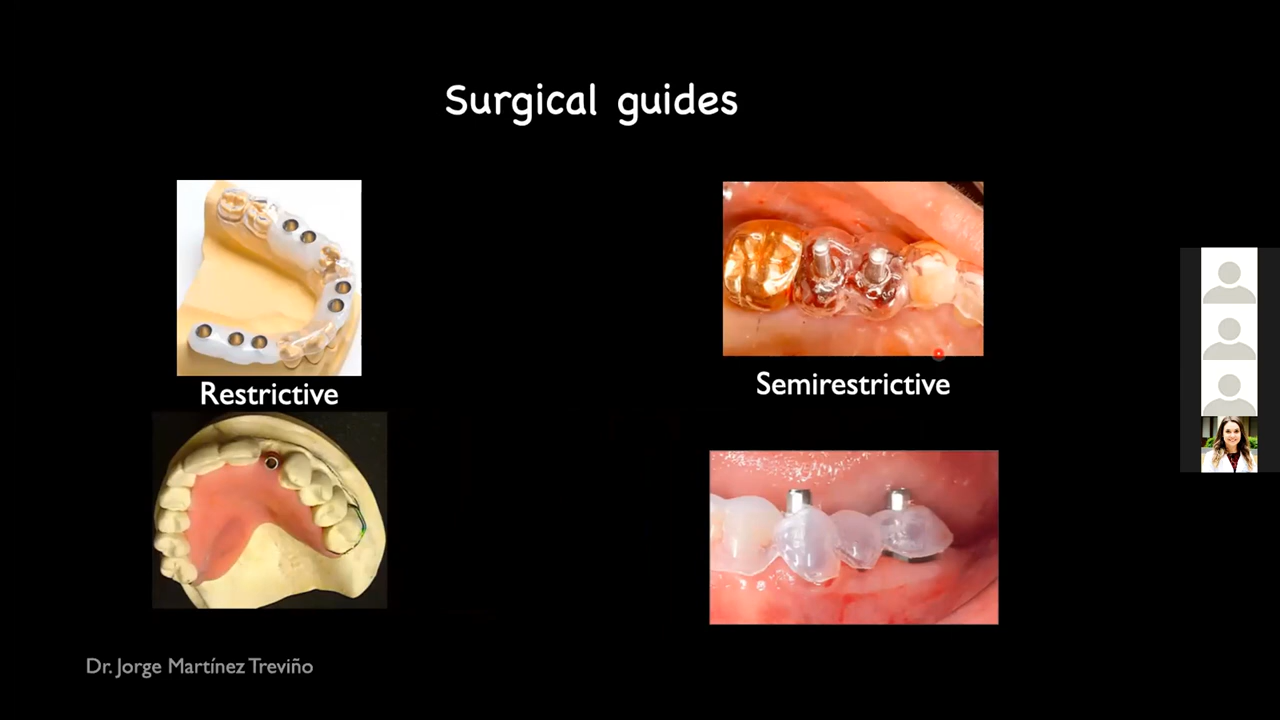 Surgical guides
Restrictive
Semirestrictive
Dr. Jorge Martínez Treviño